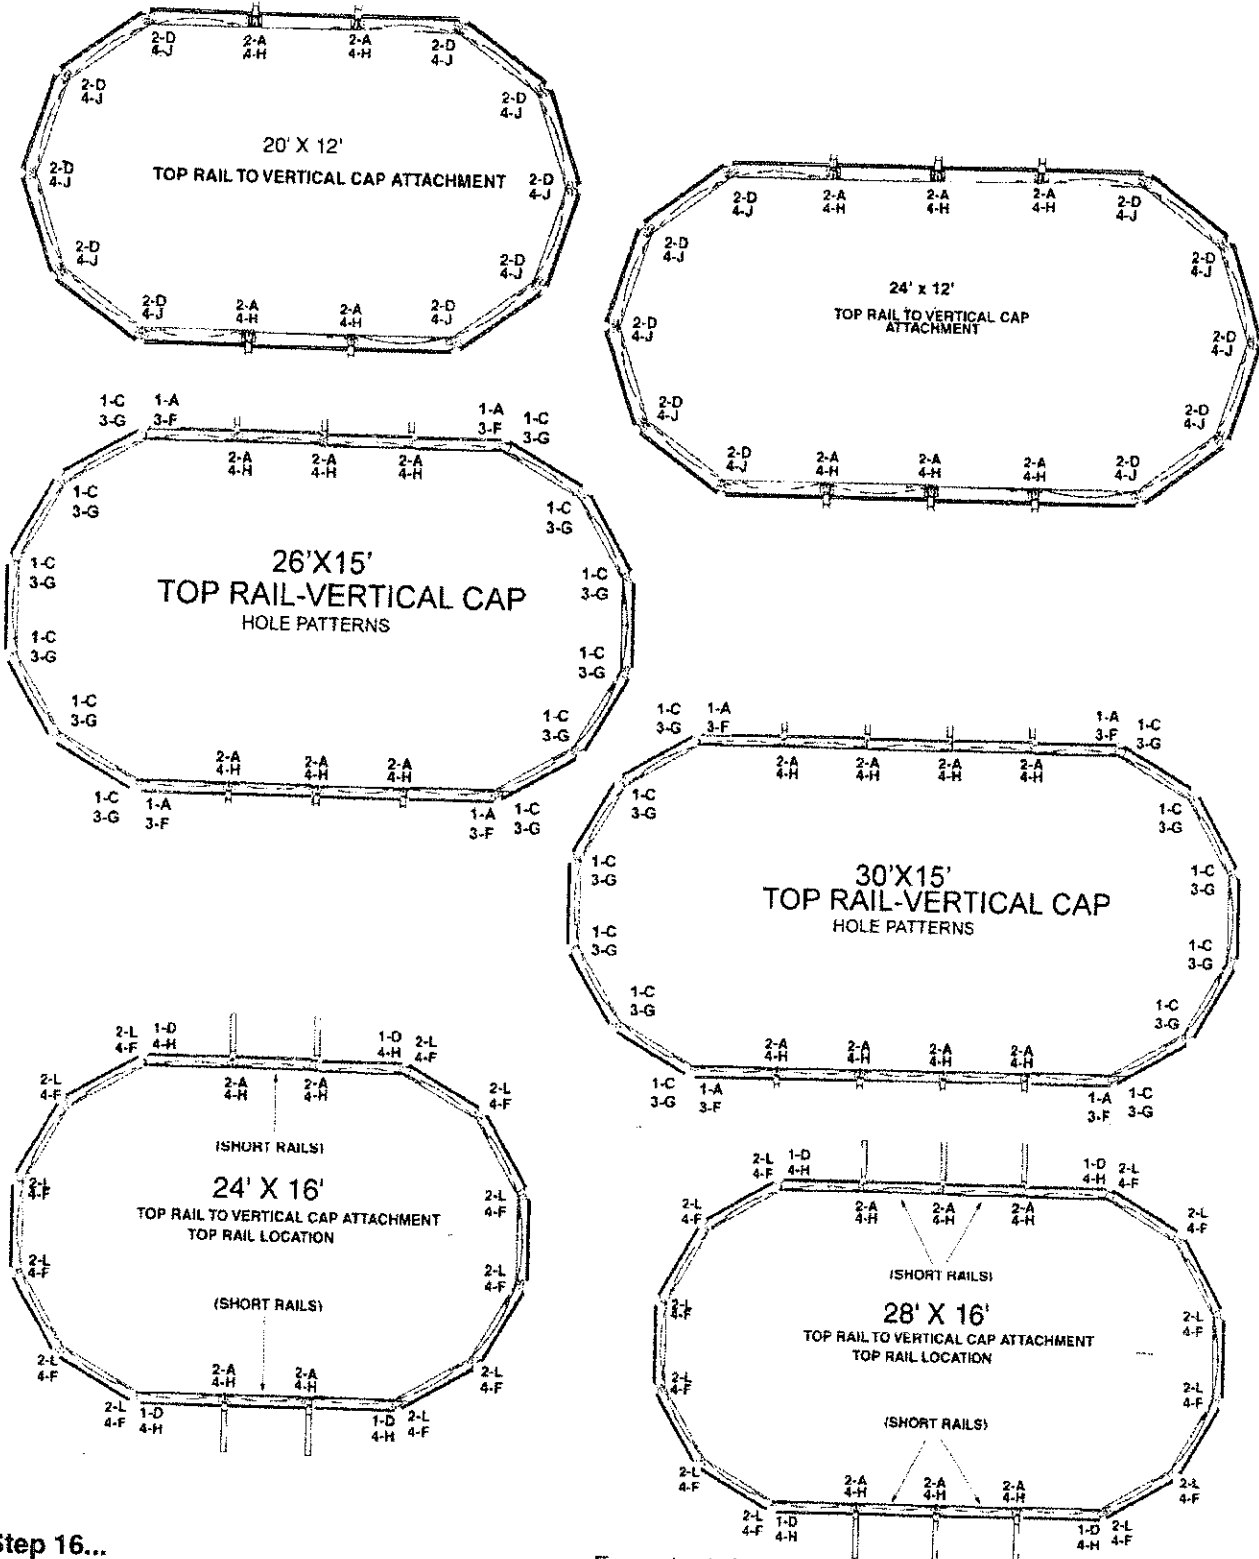 2-D 2-A 2-A 2-D
4-J 4-H 4-H 4-J
2-D 2-D
4-J 4-J
20' X 12'
TOP RAIL TO VERTICAL CAP ATTACHMENT
2-D 2-D
4-J 4-J
2-D 2-D
4-J 4-J
2-D 2-A 2-A 2-D
4-J 4-H 4-H 4-J
2-D 2-A 2-A 2-A 2-D
4-J 4-H 4-H 4-H 4-J
2-D 2-D
4-J 4-J
24' x 12'
TOP RAIL TO VERTICAL CAP
ATTACHMENT
2-D 2-D
4-J 4-J
2-D 2-D
4-J 4-J
2-D 2-A 2-A 2-A 2-D
4-J 4-H 4-H 4-H 4-J
1-C 1-A 1-A 1-C
3-G 3-F 3-F 3-G
2-A 2-A 2-A
4-H 4-H 4-H
1-C 1-C
3-G 3-G
26'X15'
TOP RAIL-VERTICAL CAP
HOLE PATTERNS
1-C 1-C
3-G 3-G
1-C 1-C
3-G 3-G
1-C 1-C
3-G 3-G
2-A 2-A 2-A
4-H 4-H 4-H
1-C 1-A 1-A 1-C
3-G 3-F 3-F 3-G
1-C 1-A 1-A 1-C
3-G 3-F 3-F 3-G
2-A 2-A 2-A 2-A
4-H 4-H 4-H 4-H
1-C 1-C
3-G 3-G
30'X15'
TOP RAIL-VERTICAL CAP
HOLE PATTERNS
1-C 1-C
3-G 3-G
1-C 1-C
3-G 3-G
1-C 1-C
3-G 3-G
2-A 2-A 2-A 2-A
4-H 4-H 4-H 4-H
1-C 1-A 1-A 1-C
3-G 3-F 3-F 3-G
2-L 1-D 1-D 2-L
4-F 4-H 4-H 4-F
2-L 2-A 2-A 2-L
4-F 4-H 4-H 4-F
(SHORT RAILS)
24' X 16'
TOP RAIL TO VERTICAL CAP ATTACHMENT
TOP RAIL LOCATION
2-L 2-L
4-F 4-F
2-L 2-L
4-F 4-F
(SHORT RAILS)
2-L 2-A 2-A 2-L
4-F 4-H 4-H 4-F
2-L 1-D 1-D 2-L
4-F 4-H 4-H 4-F
2-L 1-D 1-D 2-L
4-F 4-H 4-H 4-F
2-L 2-A 2-A 2-A 2-L
4-F 4-H 4-H 4-H 4-F
(SHORT RAILS)
28' X 16'
TOP RAIL TO VERTICAL CAP ATTACHMENT
TOP RAIL LOCATION
2-L 2-L
4-F 4-F
2-L 2-L
4-F 4-F
(SHORT RAILS)
2-L 2-A 2-A 2-A 2-L
4-F 4-H 4-H 4-H 4-F
2-L 1-D 1-D 2-L
4-F 4-H 4-H 4-F
Step 16...